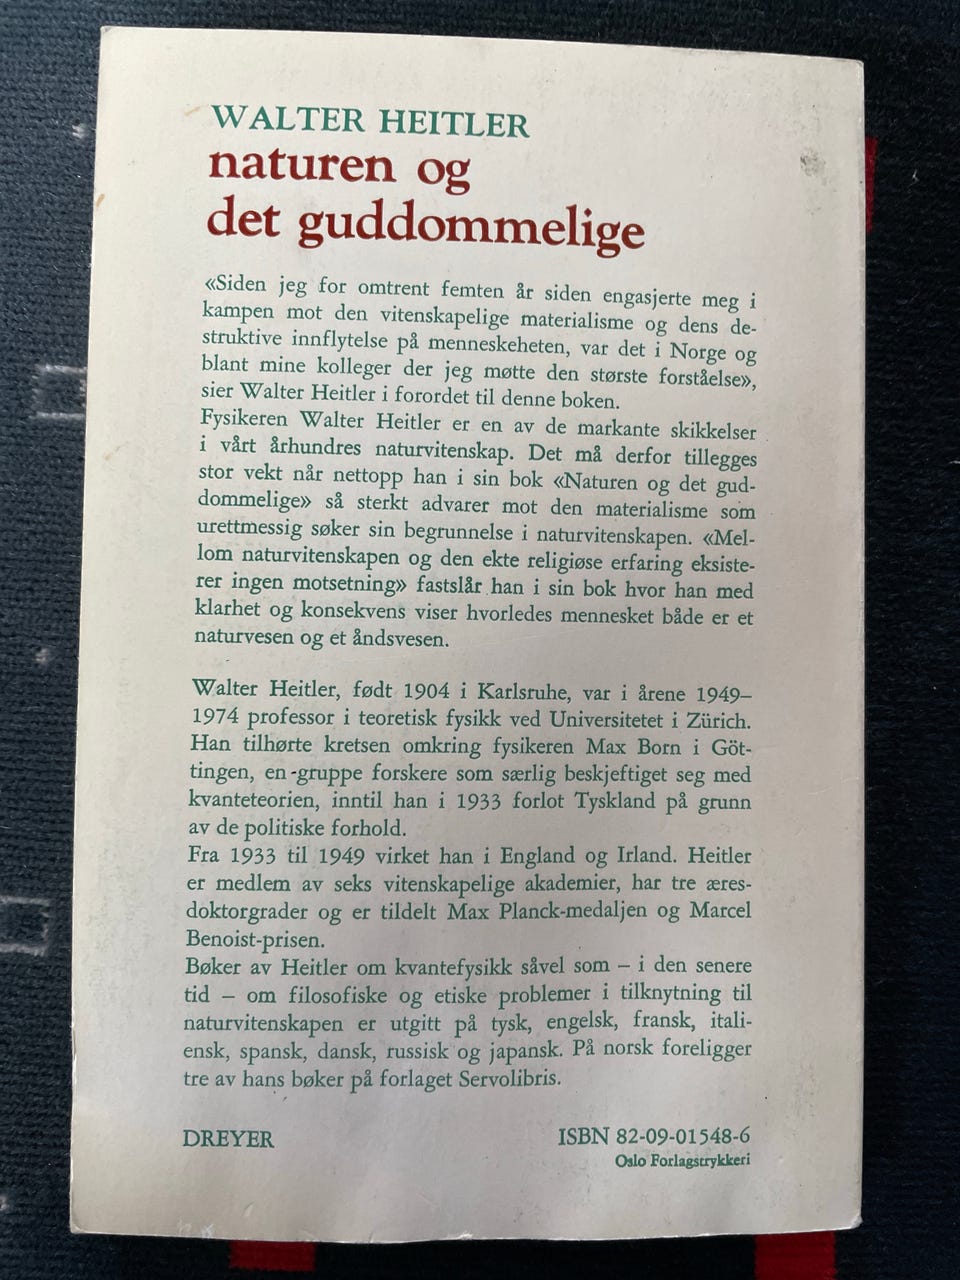 WALTER HEITLER
naturen og
det guddommelige
«Siden jeg for omtrent femten år siden engasjerte meg i
kampen mot den vitenskapelige materialisme og dens de-
struktive innflytelse på menneskeheten, var det i Norge og
blant mine kolleger der jeg møtte den største forståelse»,
sier Walter Heitler i forordet til denne boken.
Fysikeren Walter Heitler er en av de markante skikkelser
i vårt århundres naturvitenskap. Det må derfor tillegges
stor vekt når nettopp han i sin bok «Naturen og det gud-
dommelige» så sterkt advarer mot den materialisme som
urettmessig søker sin begrunnelse i naturvitenskapen. «Mel-
lom naturvitenskapen og den ekte religiøse erfaring eksiste-
rer ingen motsetning» fastslår han i sin bok hvor han med
klarhet og konsekvens viser hvorledes mennesket både er et
naturvesen og et åndsvesen.
Walter Heitler, født 1904 i Karlsruhe, var i årene 1949–
1974 professor i teoretisk fysikk ved Universitetet i Zürich.
Han tilhørte kretsen omkring fysikeren Max Born i Göt-
tingen, en gruppe forskere som særlig beskjeftiget seg med
kvanteteorien, inntil han i 1933 forlot Tyskland på grunn
av de politiske forhold.
Fra 1933 til 1949 virket han i England og Irland. Heitler
er medlem av seks vitenskapelige akademier, har tre æres-
doktorgrader og er tildelt Max Planck-medaljen og Marcel
Benoist-prisen.
Bøker av Heitler om kvantefysikk såvel som – i den senere
tid – om filosofiske og etiske problemer i tilknytning til
naturvitenskapen er utgitt på tysk, engelsk, fransk, itali-
ensk, spansk, dansk, russisk og japansk. På norsk foreligger
tre av hans bøker på forlaget Servolibris.
DREYER
ISBN 82-09-01548-6
Oslo Forlagstrykkeri